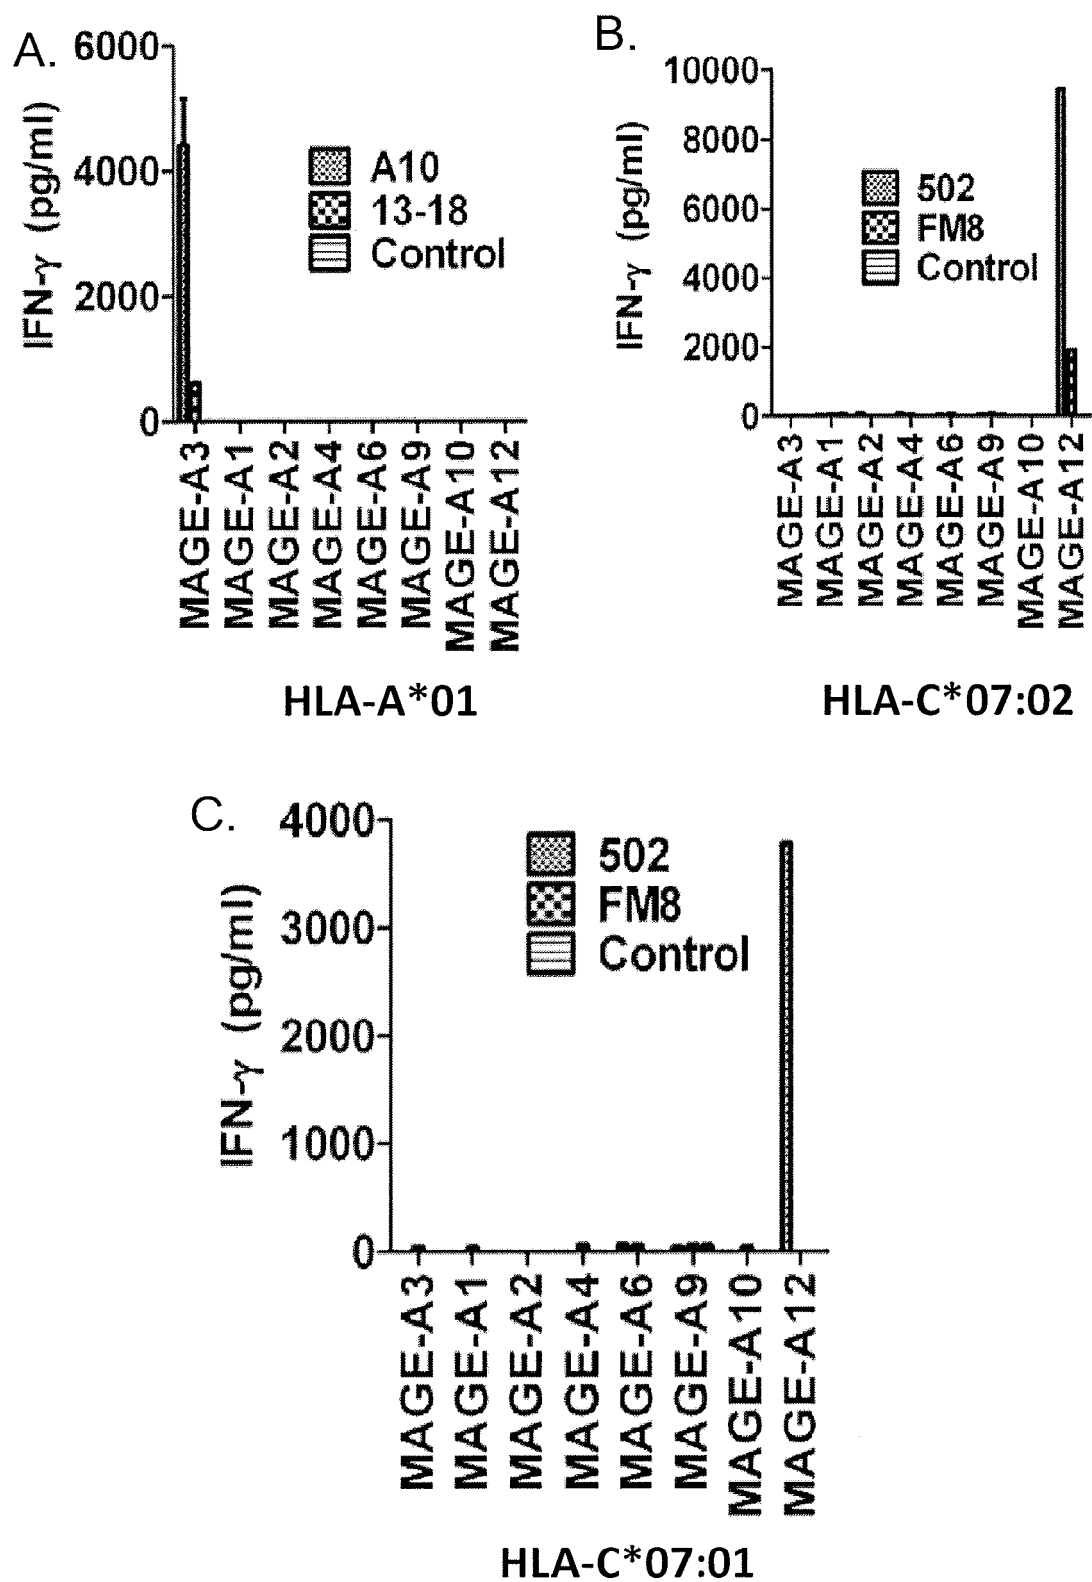 A.
6000
4000
2000
0
IFN-γ (pg/ml)
A10
13-18
Control
MAGE-A3
MAGE-A1
MAGE-A2
MAGE-A4
MAGE-A6
MAGE-A9
MAGE-A10
MAGE-A12
HLA-A*01
B.
10000
8000
6000
4000
2000
0
IFN-γ (pg/ml)
502
FM8
Control
MAGE-A3
MAGE-A1
MAGE-A2
MAGE-A4
MAGE-A6
MAGE-A9
MAGE-A10
MAGE-A12
HLA-C*07:02
C.
4000
3000
2000
1000
0
IFN-γ (pg/ml)
502
FM8
Control
MAGE-A3
MAGE-A1
MAGE-A2
MAGE-A4
MAGE-A6
MAGE-A9
MAGE-A10
MAGE-A12
HLA-C*07:01